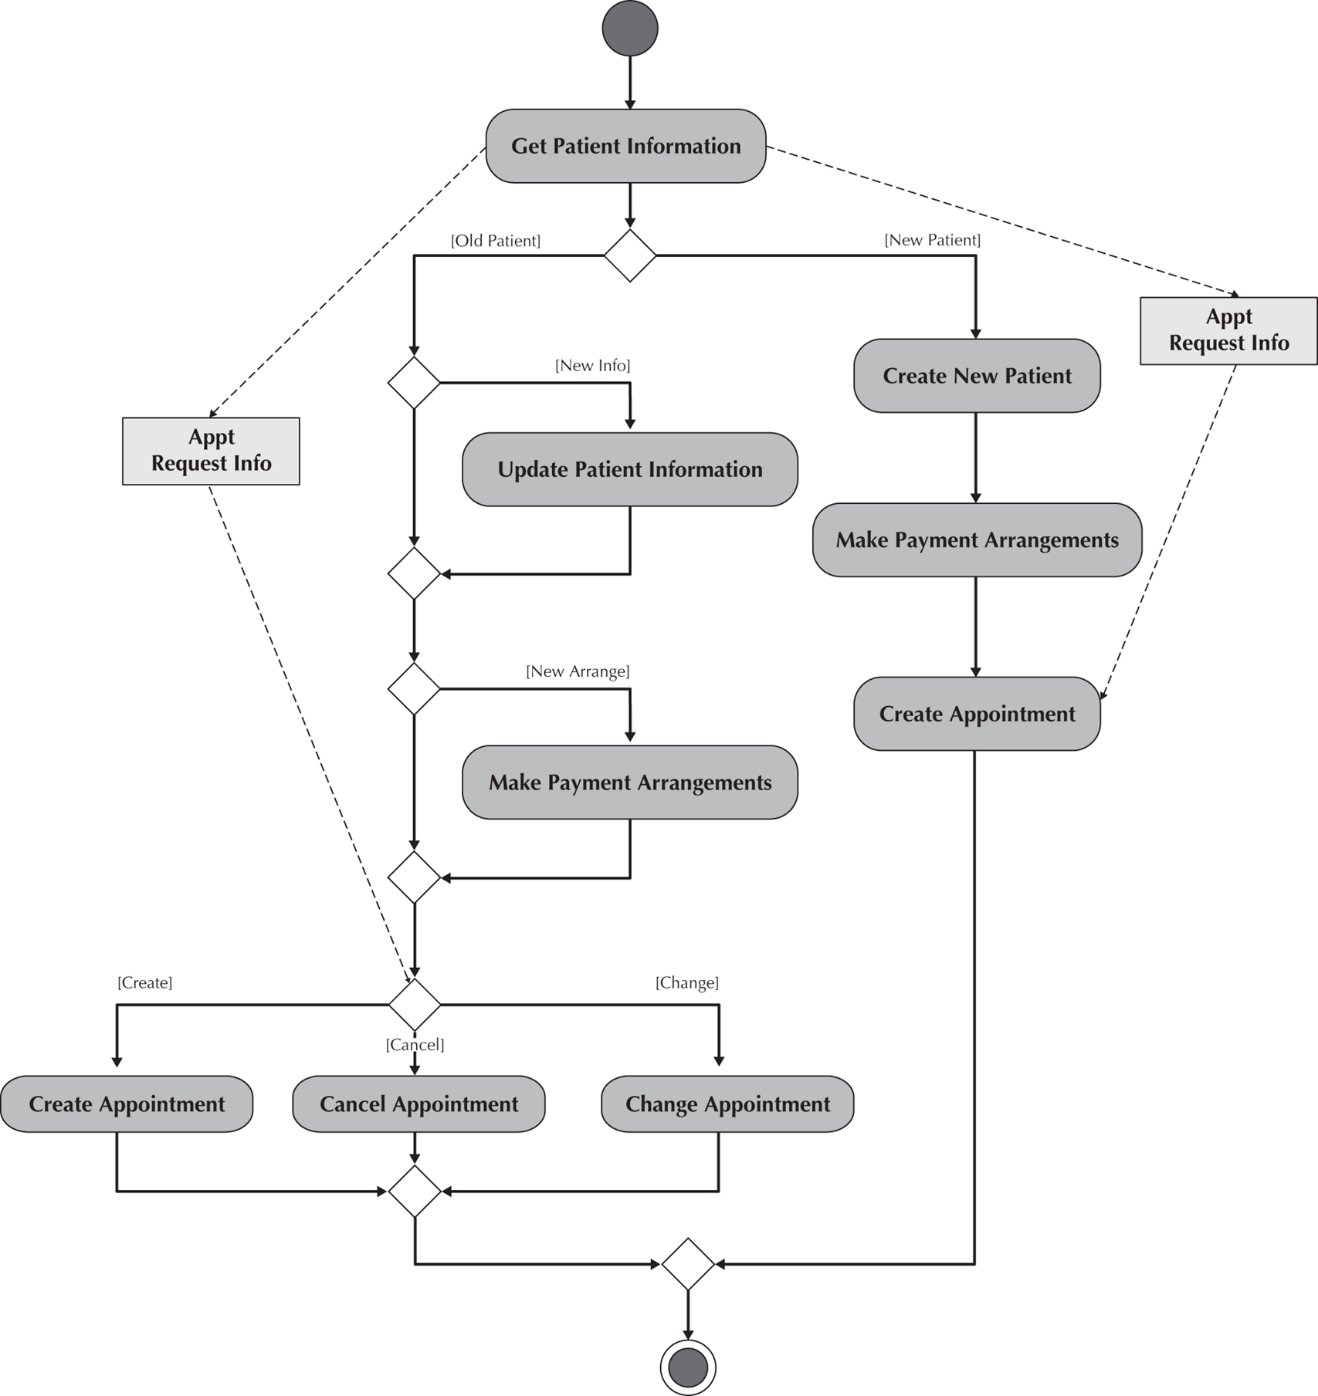 Get Patient Information
[Old Patient]
[New Patient]
Appt
Request Info
Create New Patient
[New Info]
Appt
Request Info
Update Patient Information
Make Payment Arrangements
[New Arrange]
Create Appointment
Make Payment Arrangements
[Create]
[Change]
[Cancel]
Create Appointment
Cancel Appointment
Change Appointment